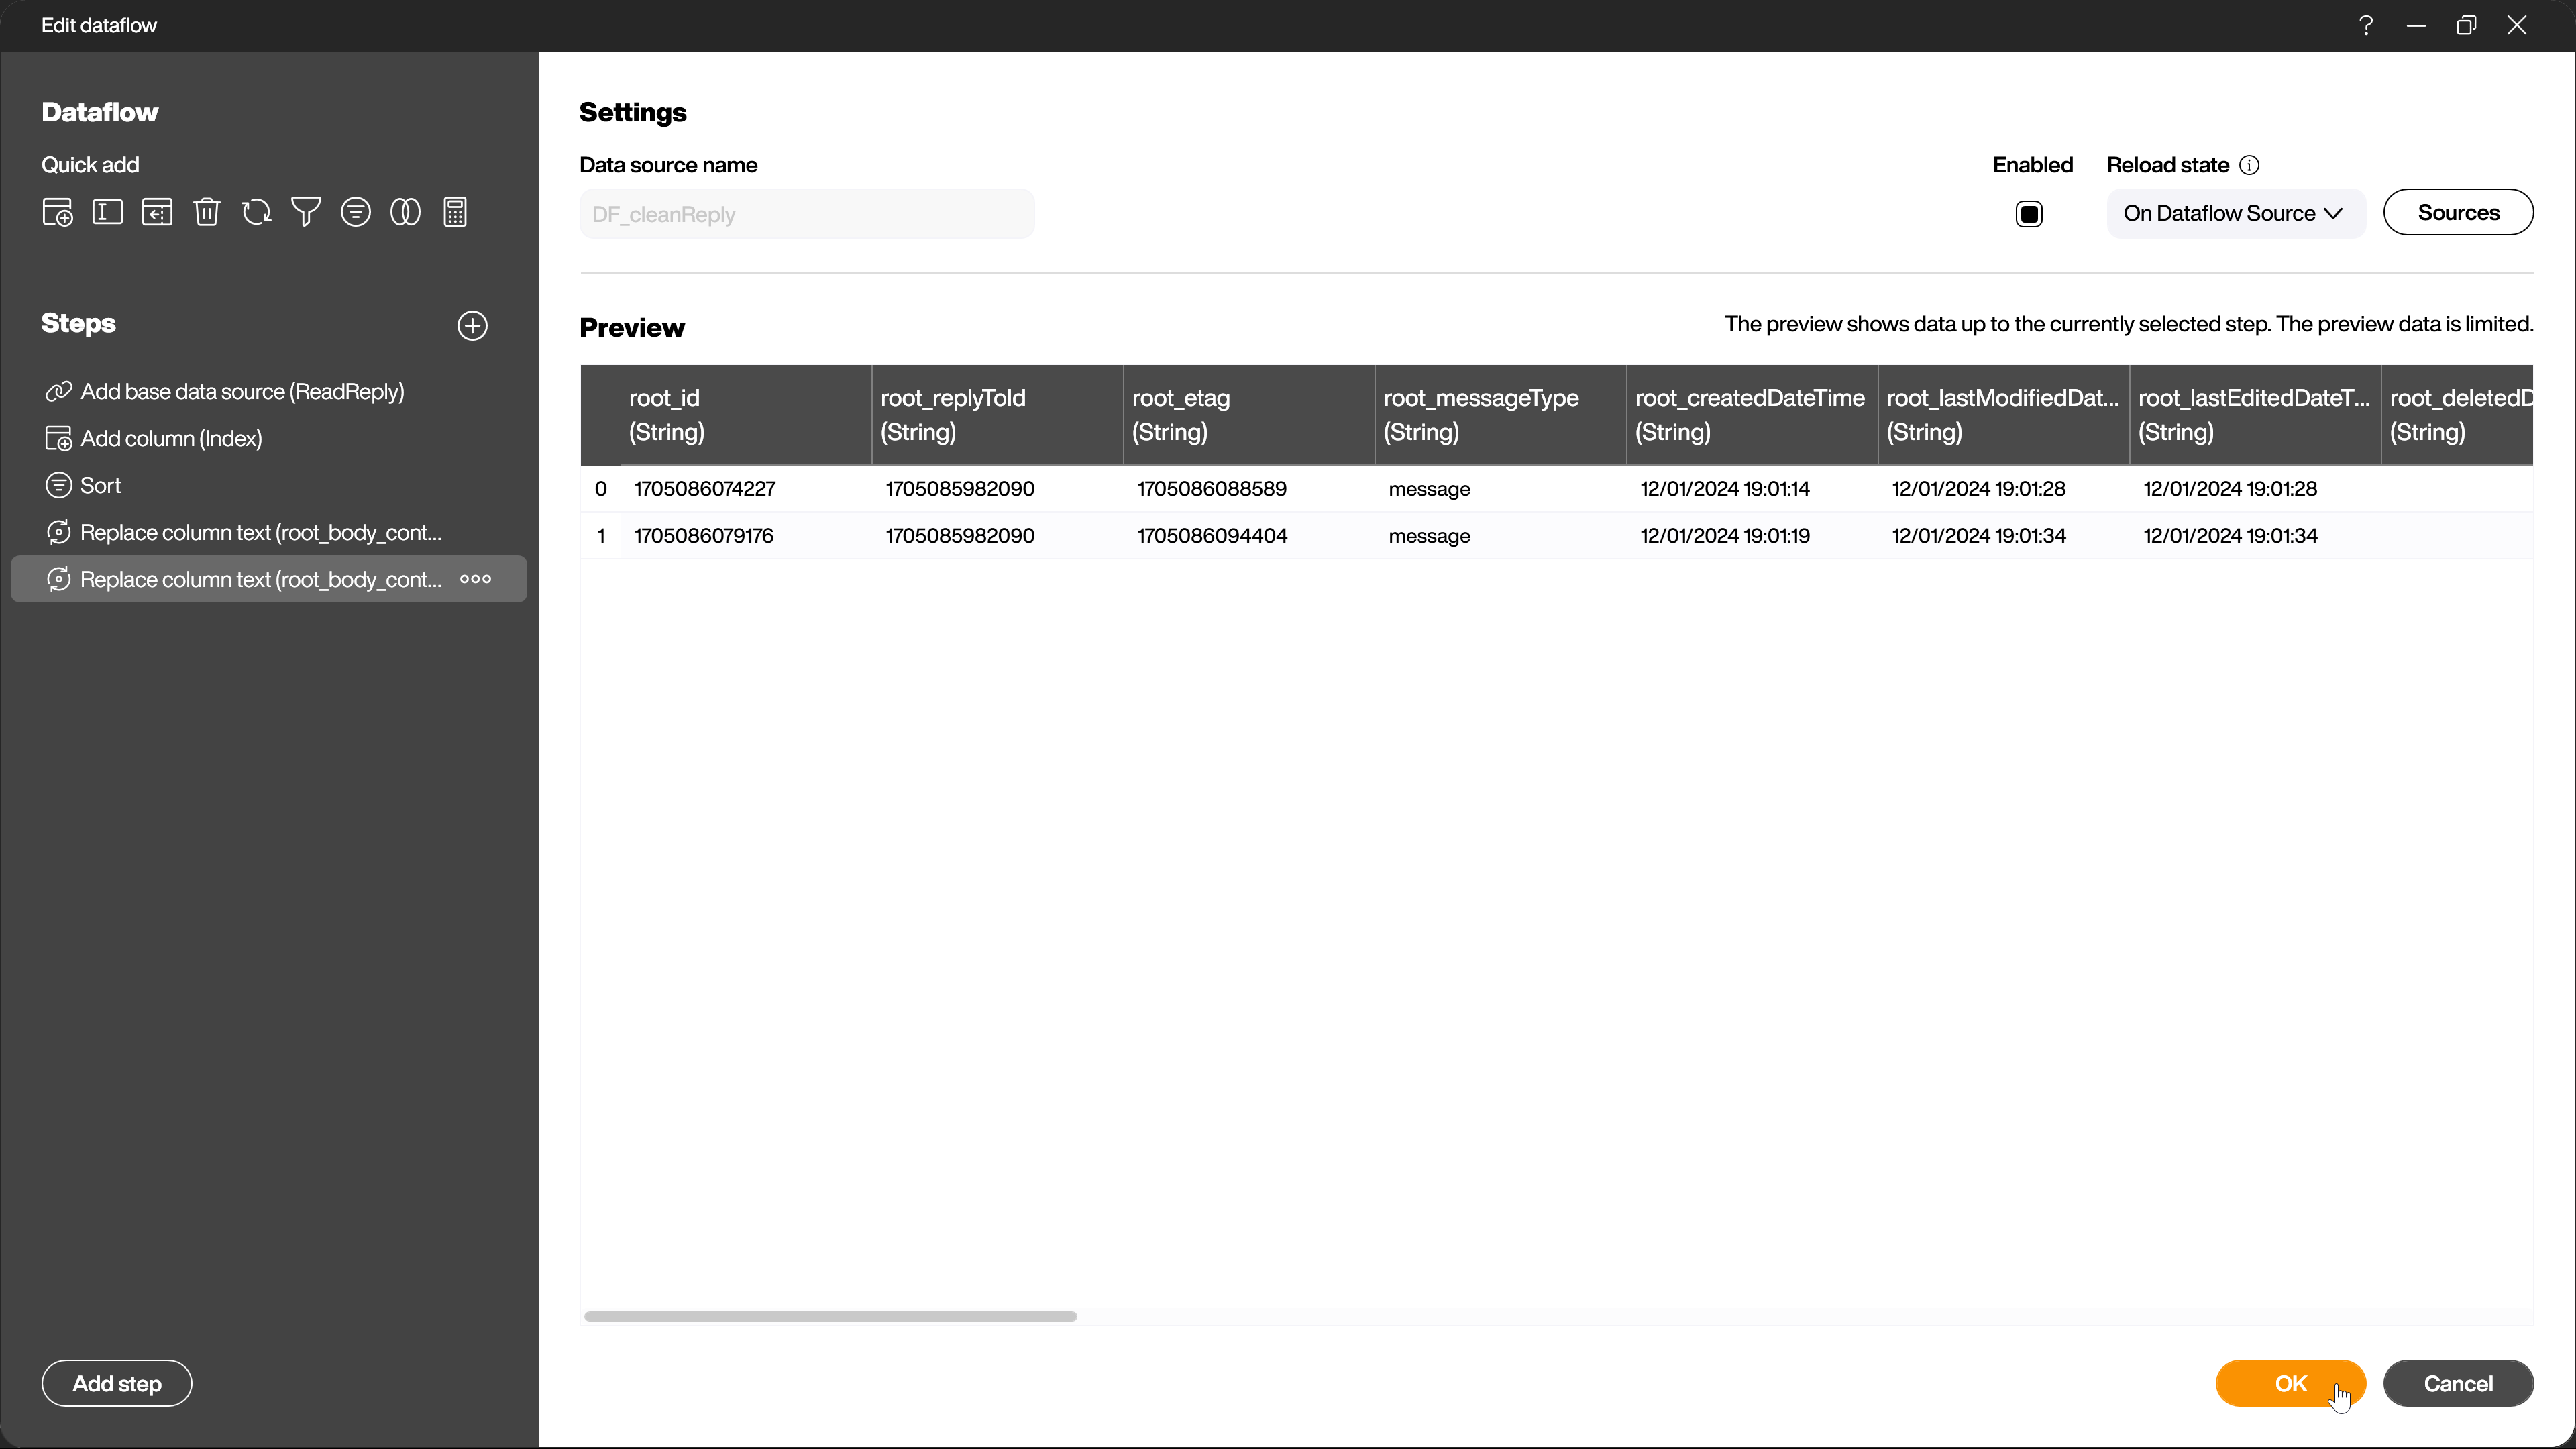 Edit dataflow
Dataflow
Quick add
Steps
Add base data source (ReadReply)
Add column (Index)
Sort
Replace column text (root_body_cont...
Replace column text (root_body_cont...
Add step
Settings
Data source name
Enabled
Reload state
DF_cleanReply
On Dataflow Source
Sources
Preview
The preview shows data up to the currently selected step. The preview data is limited.
root_id (String) root_replyToId (String) root_etag (String) root_messageType (String) root_createdDateTime (String) root_lastModifiedDat... (String) root_lastEditedDateT... (String) root_deletedD (String)
0 1705086074227 1705085982090 1705086088589 message 12/01/2024 19:01:14 12/01/2024 19:01:28 12/01/2024 19:01:28
1 1705086079176 1705085982090 1705086094404 message 12/01/2024 19:01:19 12/01/2024 19:01:34 12/01/2024 19:01:34
OK
Cancel